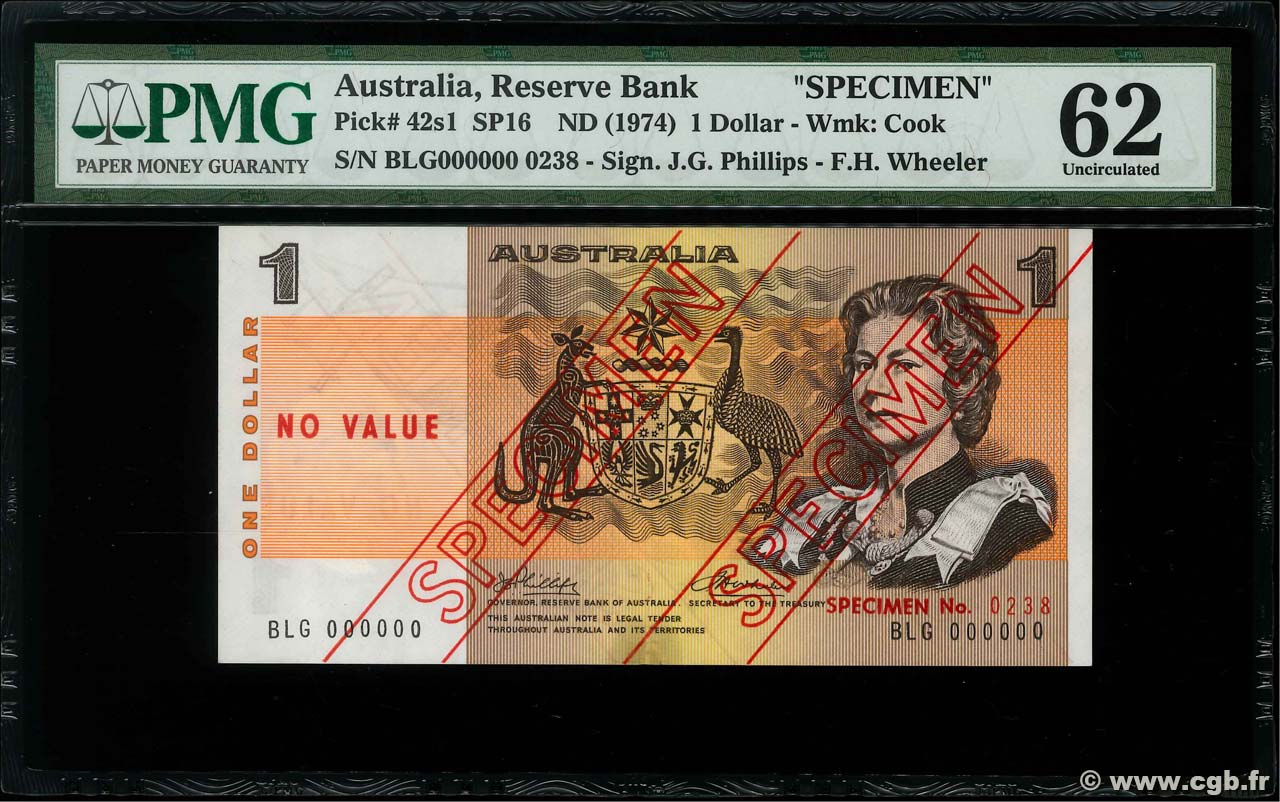 PMG
PAPER MONEY GUARANTY
Australia, Reserve Bank "SPECIMEN"
Pick# 42s1 SP16 ND (1974) 1 Dollar - Wmk: Cook
S/N BLG000000 0238 - Sign. J.G. Phillips - F.H. Wheeler
62
Uncirculated
1
AUSTRALIA
1
ONE DOLLAR
NO VALUE
SPECIMEN
SPECIMEN
GOVERNOR, RESERVE BANK OF AUSTRALIA. SECRETARY TO THE TREASURY
THIS AUSTRALIAN NOTE IS LEGAL TENDER
THROUGHOUT AUSTRALIA AND ITS TERRITORIES
SPECIMEN No. 0238
BLG 000000
BLG 000000
© www.cgb.fr